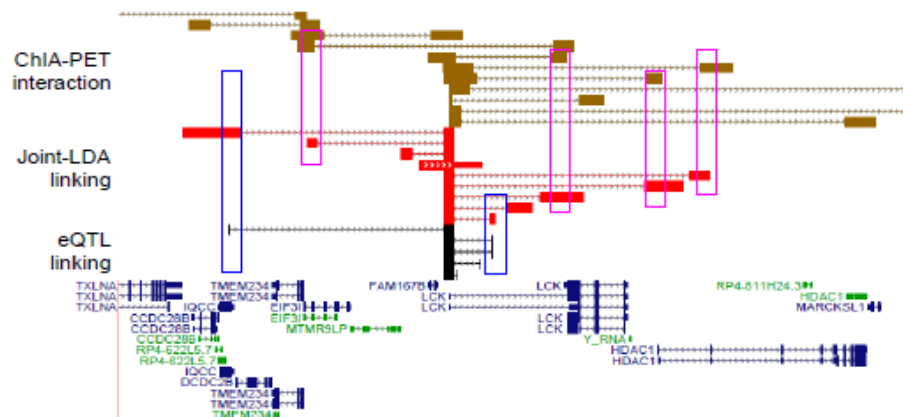 ChIA-PET
interaction
Joint-LDA
linking
eQTL
linking
TXLNA TMEM234 FAM167B LCK RP4-811H24.3
TXLNA TMEM234 LCK HDAC1
TXLNA IQCC EIF3I LCK MARCKSL1
CCDC28B EIF3I LCK
CCDC28B MTMR9LP LCK
CCDC28B Y_RNA
RP4-622L5.7 HDAC1
RP4-622L5.7 HDAC1
IQCC
DCDC2B
TMEM234
TMEM234
TMEM234